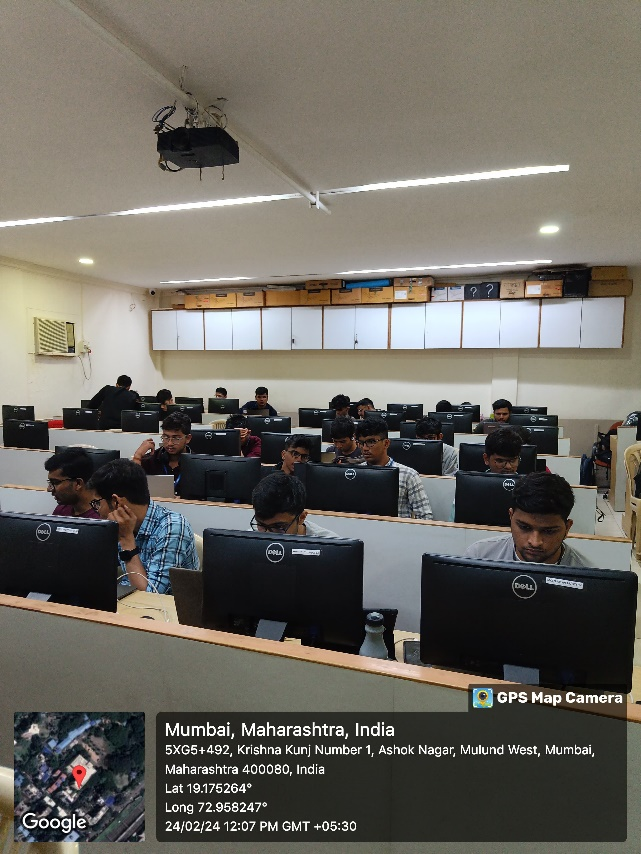 ? ?
DELL
DELL
DELL
DELL
DELL
DELL
GPS Map Camera
Mumbai, Maharashtra, India
5XG5+492, Krishna Kunj Number 1, Ashok Nagar, Mulund West, Mumbai,
Maharashtra 400080, India
Lat 19.175264°
Long 72.958247°
24/02/24 12:07 PM GMT +05:30
Google